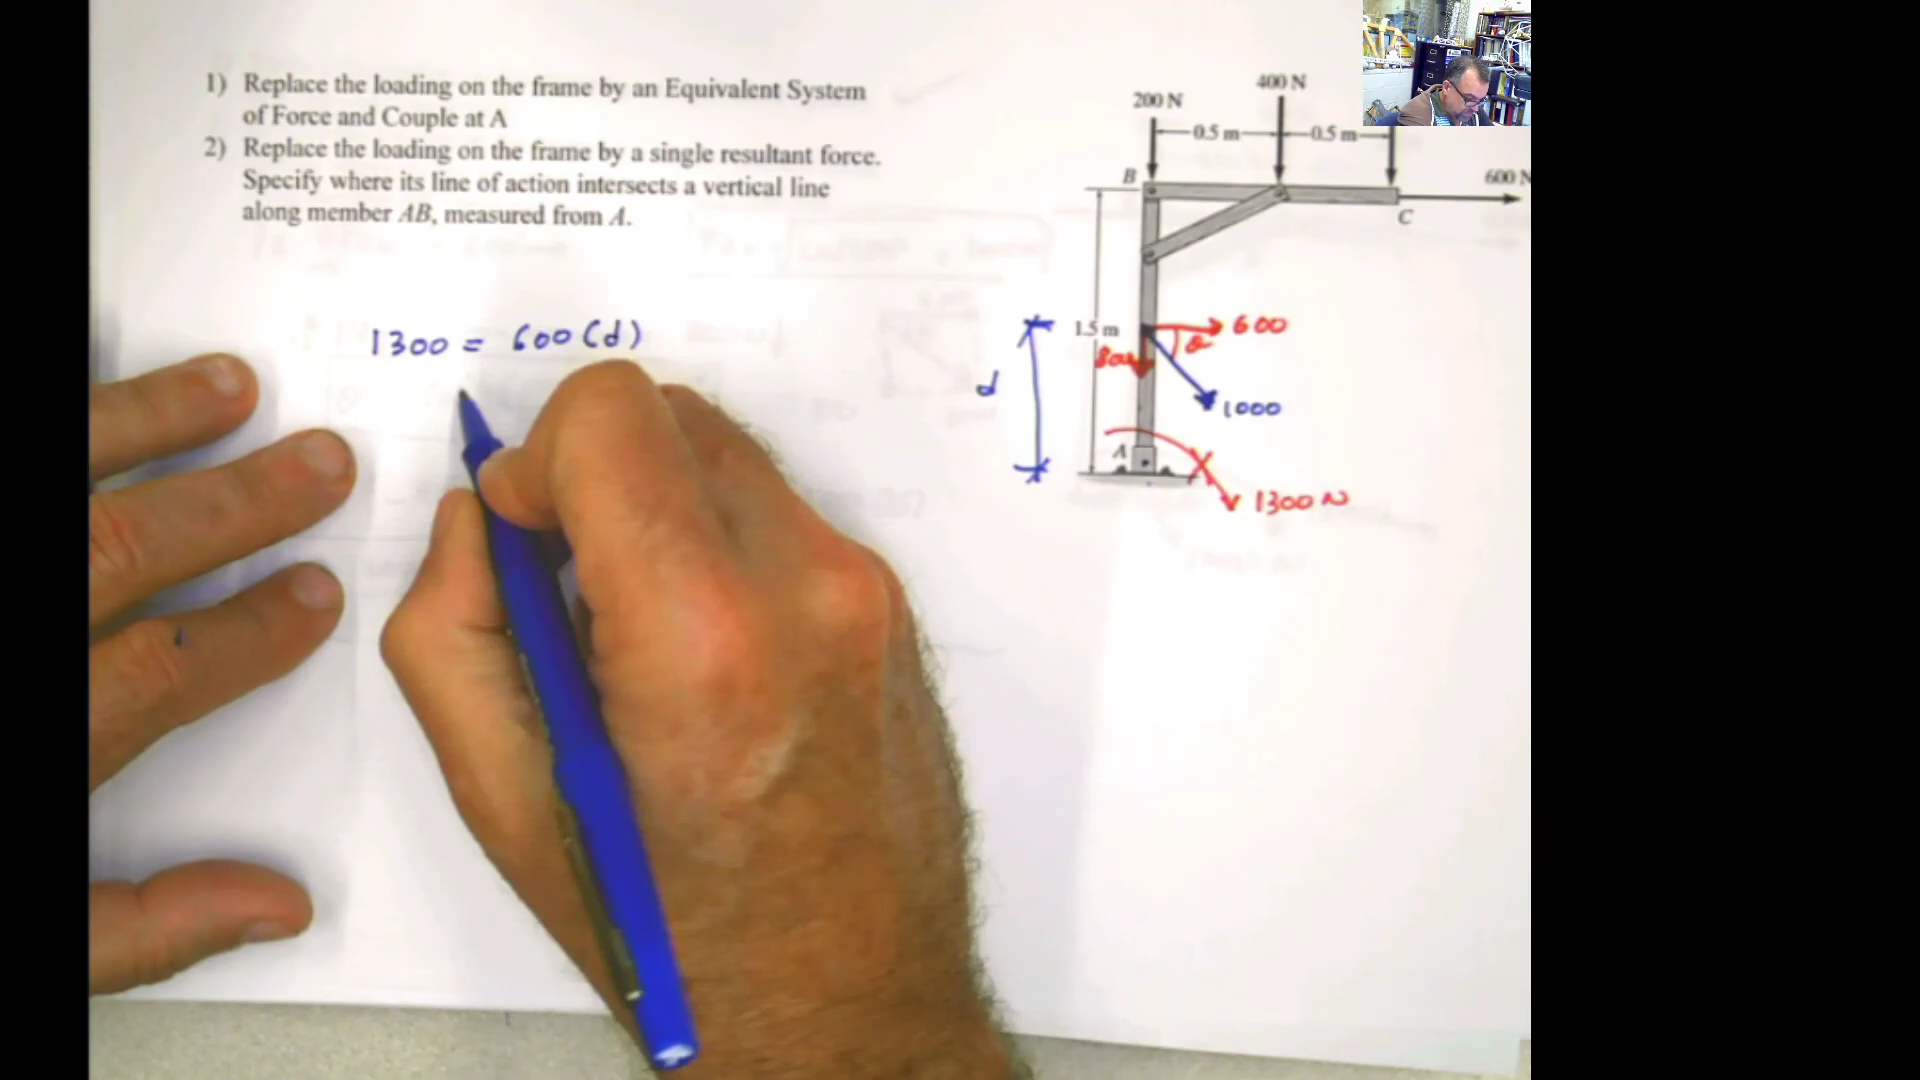 1) Replace the loading on the frame by an Equivalent System
of Force and Couple at A
2) Replace the loading on the frame by a single resultant force.
Specify where its line of action intersects a vertical line
along member AB, measured from A.
1300 = 600 (d)
400 N
200 N
0.5 m
0.5 m
B
600 N
C
1.5 m
600
d
1000
A
1300 N